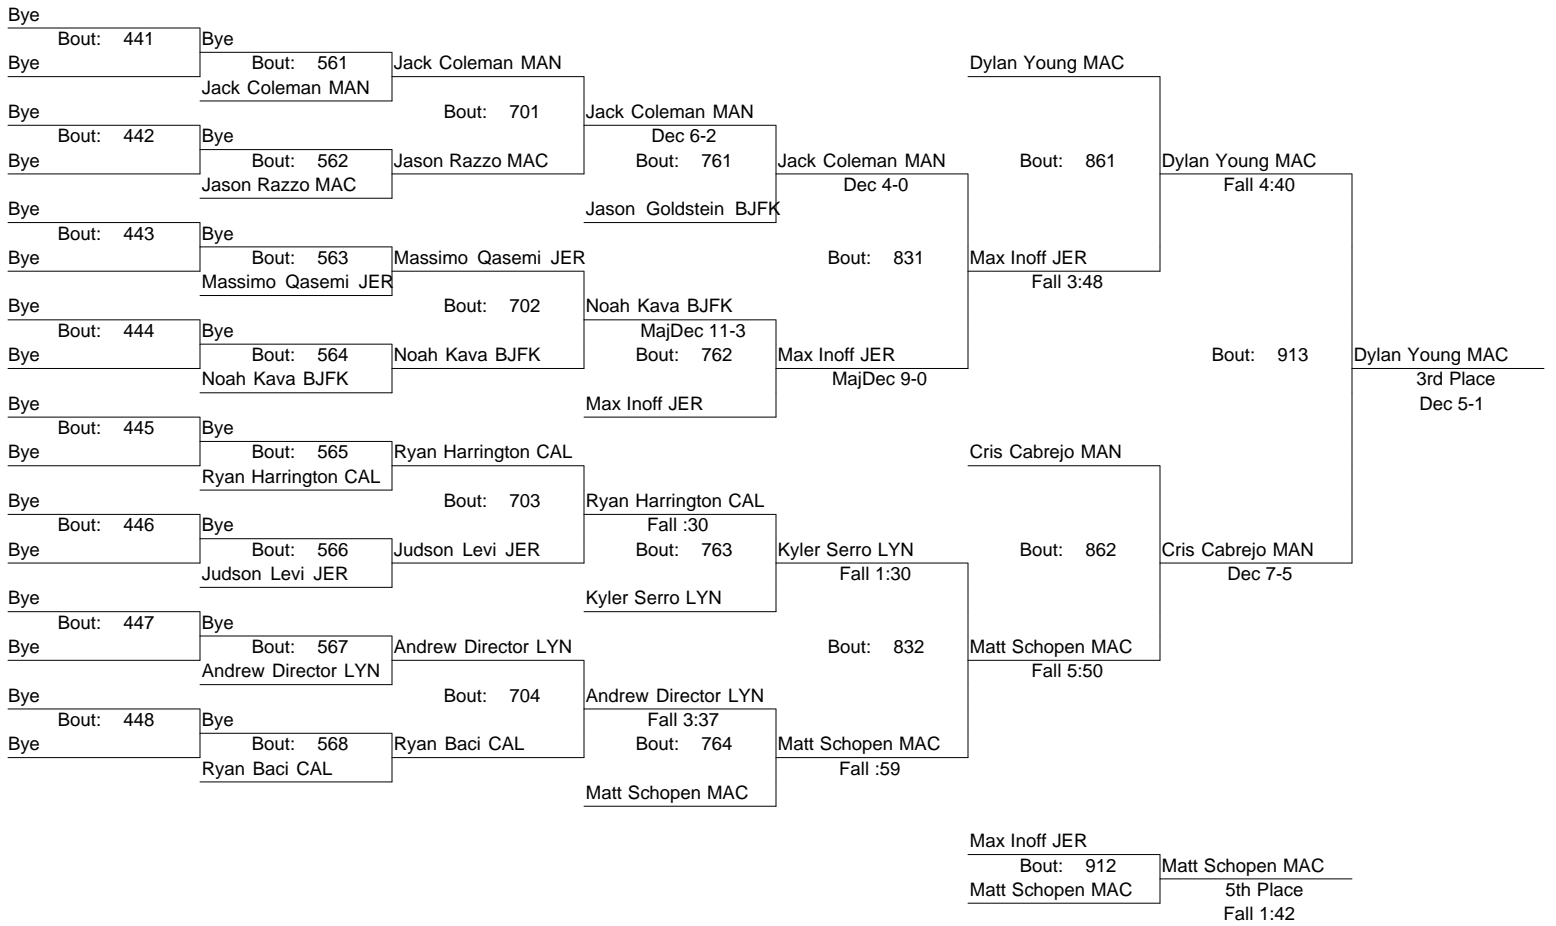 Bye
Bout: 441 Bye
Bye Bout: 561 Jack Coleman MAN Dylan Young MAC
Jack Coleman MAN
Bye Bout: 701 Jack Coleman MAN
Bout: 442 Bye Dec 6-2
Bye Bout: 562 Jason Razzo MAC Bout: 761 Jack Coleman MAN Bout: 861 Dylan Young MAC
Jason Razzo MAC Dec 4-0 Fall 4:40
Bye Jason Goldstein BJFK
Bout: 443 Bye
Bye Bout: 563 Massimo Qasemi JER Bout: 831 Max Inoff JER
Massimo Qasemi JER Fall 3:48
Bye Bout: 702 Noah Kava BJFK
Bout: 444 Bye MajDec 11-3
Bye Bout: 564 Noah Kava BJFK Bout: 762 Max Inoff JER Bout: 913 Dylan Young MAC
Noah Kava BJFK MajDec 9-0 3rd Place
Bye Max Inoff JER Dec 5-1
Bout: 445 Bye
Bye Bout: 565 Ryan Harrington CAL Cris Cabrejo MAN
Ryan Harrington CAL
Bye Bout: 703 Ryan Harrington CAL
Bout: 446 Bye Fall :30
Bye Bout: 566 Judson Levi JER Bout: 763 Kyler Serro LYN Bout: 862 Cris Cabrejo MAN
Judson Levi JER Fall 1:30 Dec 7-5
Bye Kyler Serro LYN
Bout: 447 Bye
Bye Bout: 567 Andrew Director LYN Bout: 832 Matt Schopen MAC
Andrew Director LYN Fall 5:50
Bye Bout: 704 Andrew Director LYN
Bout: 448 Bye Fall 3:37
Bye Bout: 568 Ryan Baci CAL Bout: 764 Matt Schopen MAC
Ryan Baci CAL Fall :59
Matt Schopen MAC
Max Inoff JER
Bout: 912 Matt Schopen MAC
Matt Schopen MAC 5th Place
Fall 1:42